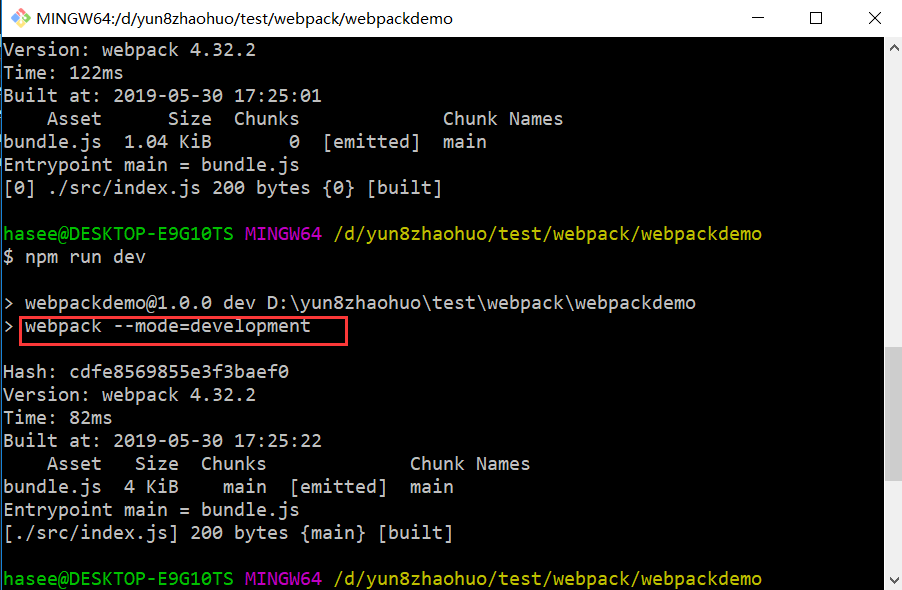 MINGW64:/d/yun8zhaohuo/test/webpack/webpackdemo
Version: webpack 4.32.2
Time: 122ms
Built at: 2019-05-30 17:25:01
    Asset      Size  Chunks             Chunk Names
bundle.js  1.04 KiB       0  [emitted]  main
Entrypoint main = bundle.js
[0] ./src/index.js 200 bytes {0} [built]
hasee@DESKTOP-E9G10TS MINGW64 /d/yun8zhaohuo/test/webpack/webpackdemo
$ npm run dev
> webpackdemo@1.0.0 dev D:\yun8zhaohuo\test\webpack\webpackdemo
> webpack --mode=development
Hash: cdfe8569855e3f3baef0
Version: webpack 4.32.2
Time: 82ms
Built at: 2019-05-30 17:25:22
    Asset   Size  Chunks             Chunk Names
bundle.js  4 KiB    main  [emitted]  main
Entrypoint main = bundle.js
[./src/index.js] 200 bytes {main} [built]
hasee@DESKTOP-E9G10TS MINGW64 /d/yun8zhaohuo/test/webpack/webpackdemo